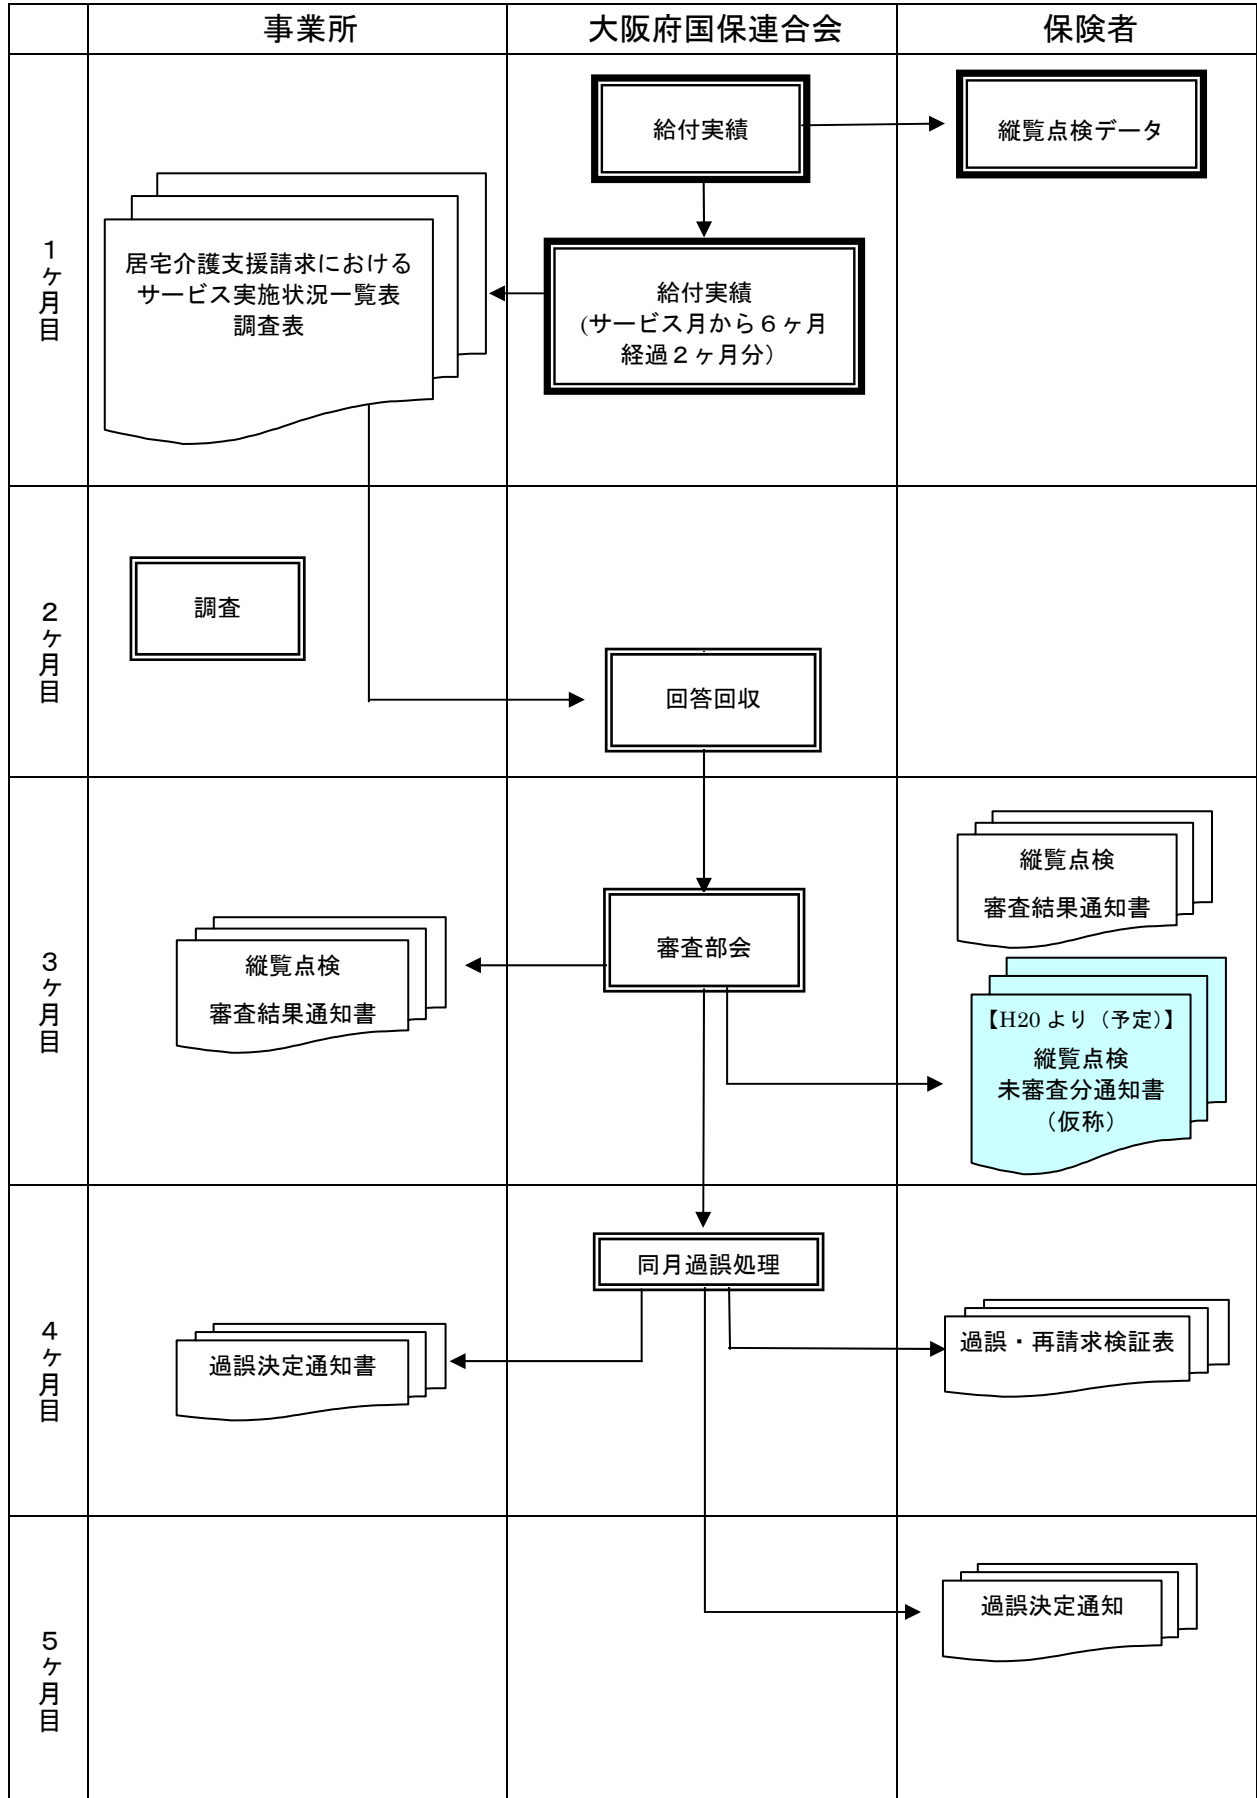 事業所
大阪府国保連合会
保険者
１ヶ月目
給付実績
縦覧点検データ
居宅介護支援請求における
サービス実施状況一覧表
調査表
給付実績
(サービス月から６ヶ月
経過２ヶ月分）
２ヶ月目
調査
回答回収
３ヶ月目
縦覧点検
審査結果通知書
審査部会
縦覧点検
審査結果通知書
【H20 より（予定）】
縦覧点検
未審査分通知書
（仮称）
４ヶ月目
同月過誤処理
過誤決定通知書
過誤・再請求検証表
５ヶ月目
過誤決定通知